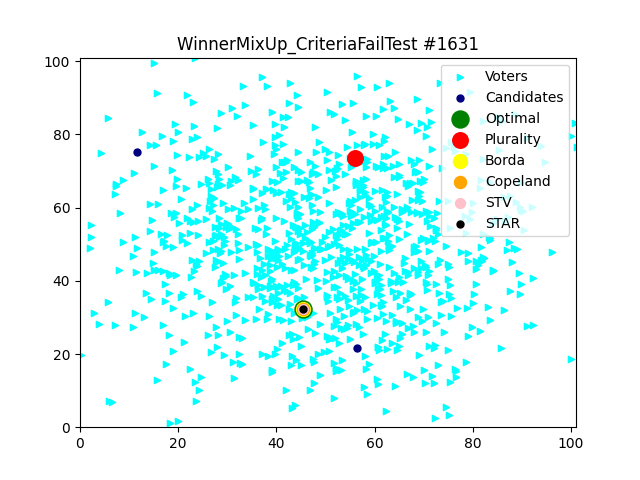 WinnerMixUp_CriteriaFailTest #1631
100
80
60
40
20
0
0
20
40
60
80
100
Voters
Candidates
Optimal
Plurality
Borda
Copeland
STV
STAR